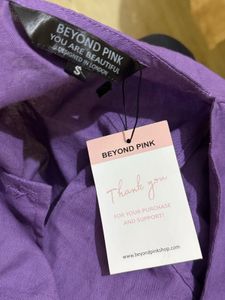 BEYOND PINK
YOU ARE BEAUTIFUL
& DESIGNED IN LONDON
S
BEYOND PINK
Thank you
FOR YOUR PURCHASE
AND SUPPORT!
www.beyondpinkshop.com